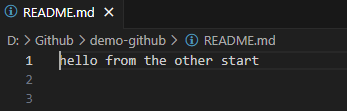 README.md ×
D: > Github > demo-github > README.md
1 hello from the other start
2
3